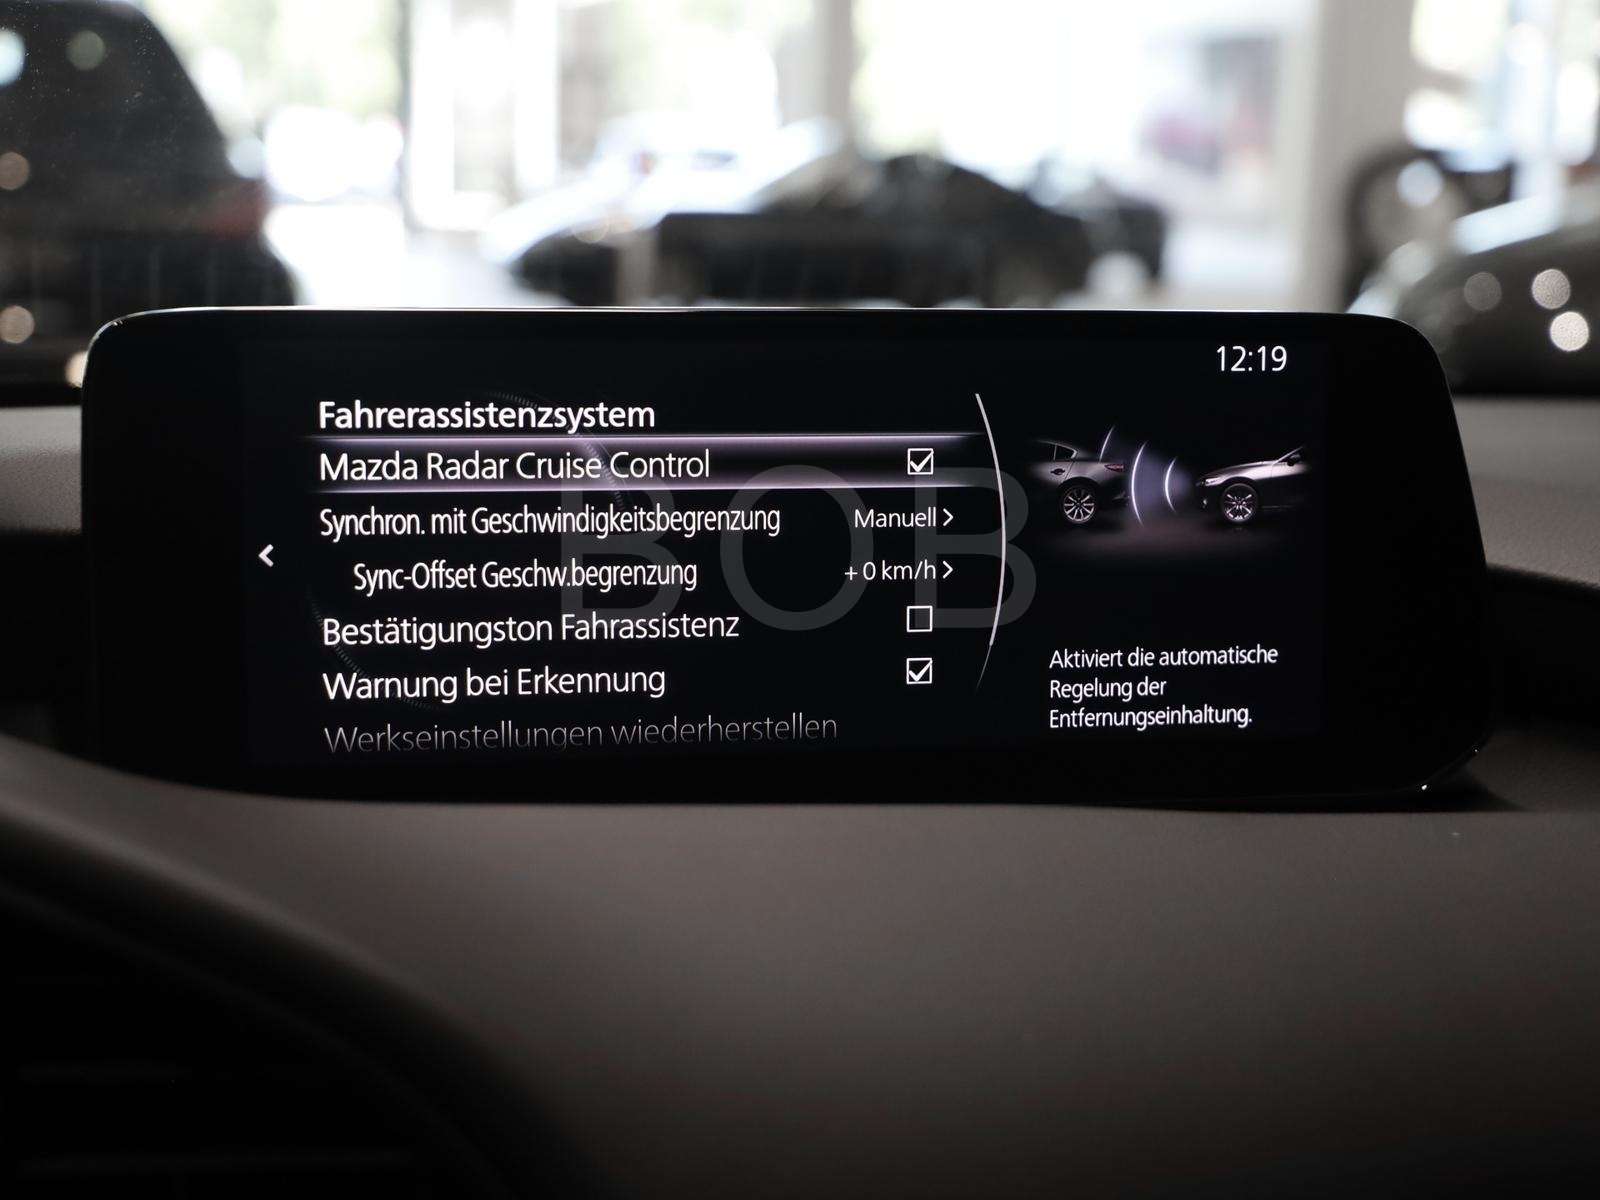 12:19
Fahrerassistenzsystem
Mazda Radar Cruise Control
Synchron. mit Geschwindigkeitsbegrenzung Manuell >
Sync-Offset Geschw.begrenzung + 0 km/h >
Bestätigungston Fahrassistenz
Warnung bei Erkennung
Werkseinstellungen wiederherstellen
Aktiviert die automatische
Regelung der
Entfernungseinhaltung.
BOB